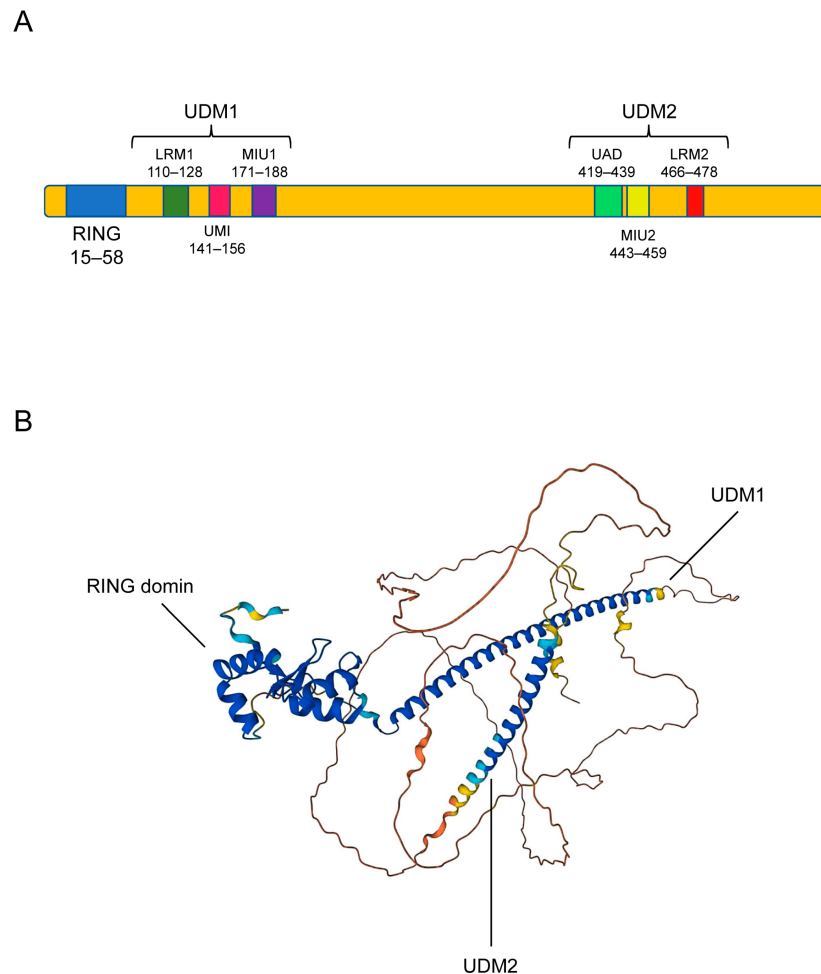 A
UDM1
UDM2
LRM1
110–128
MIU1
171–188
UAD
419–439
LRM2
466–478
RING
15–58
UMI
141–156
MIU2
443–459
B
UDM1
RING domin
UDM2